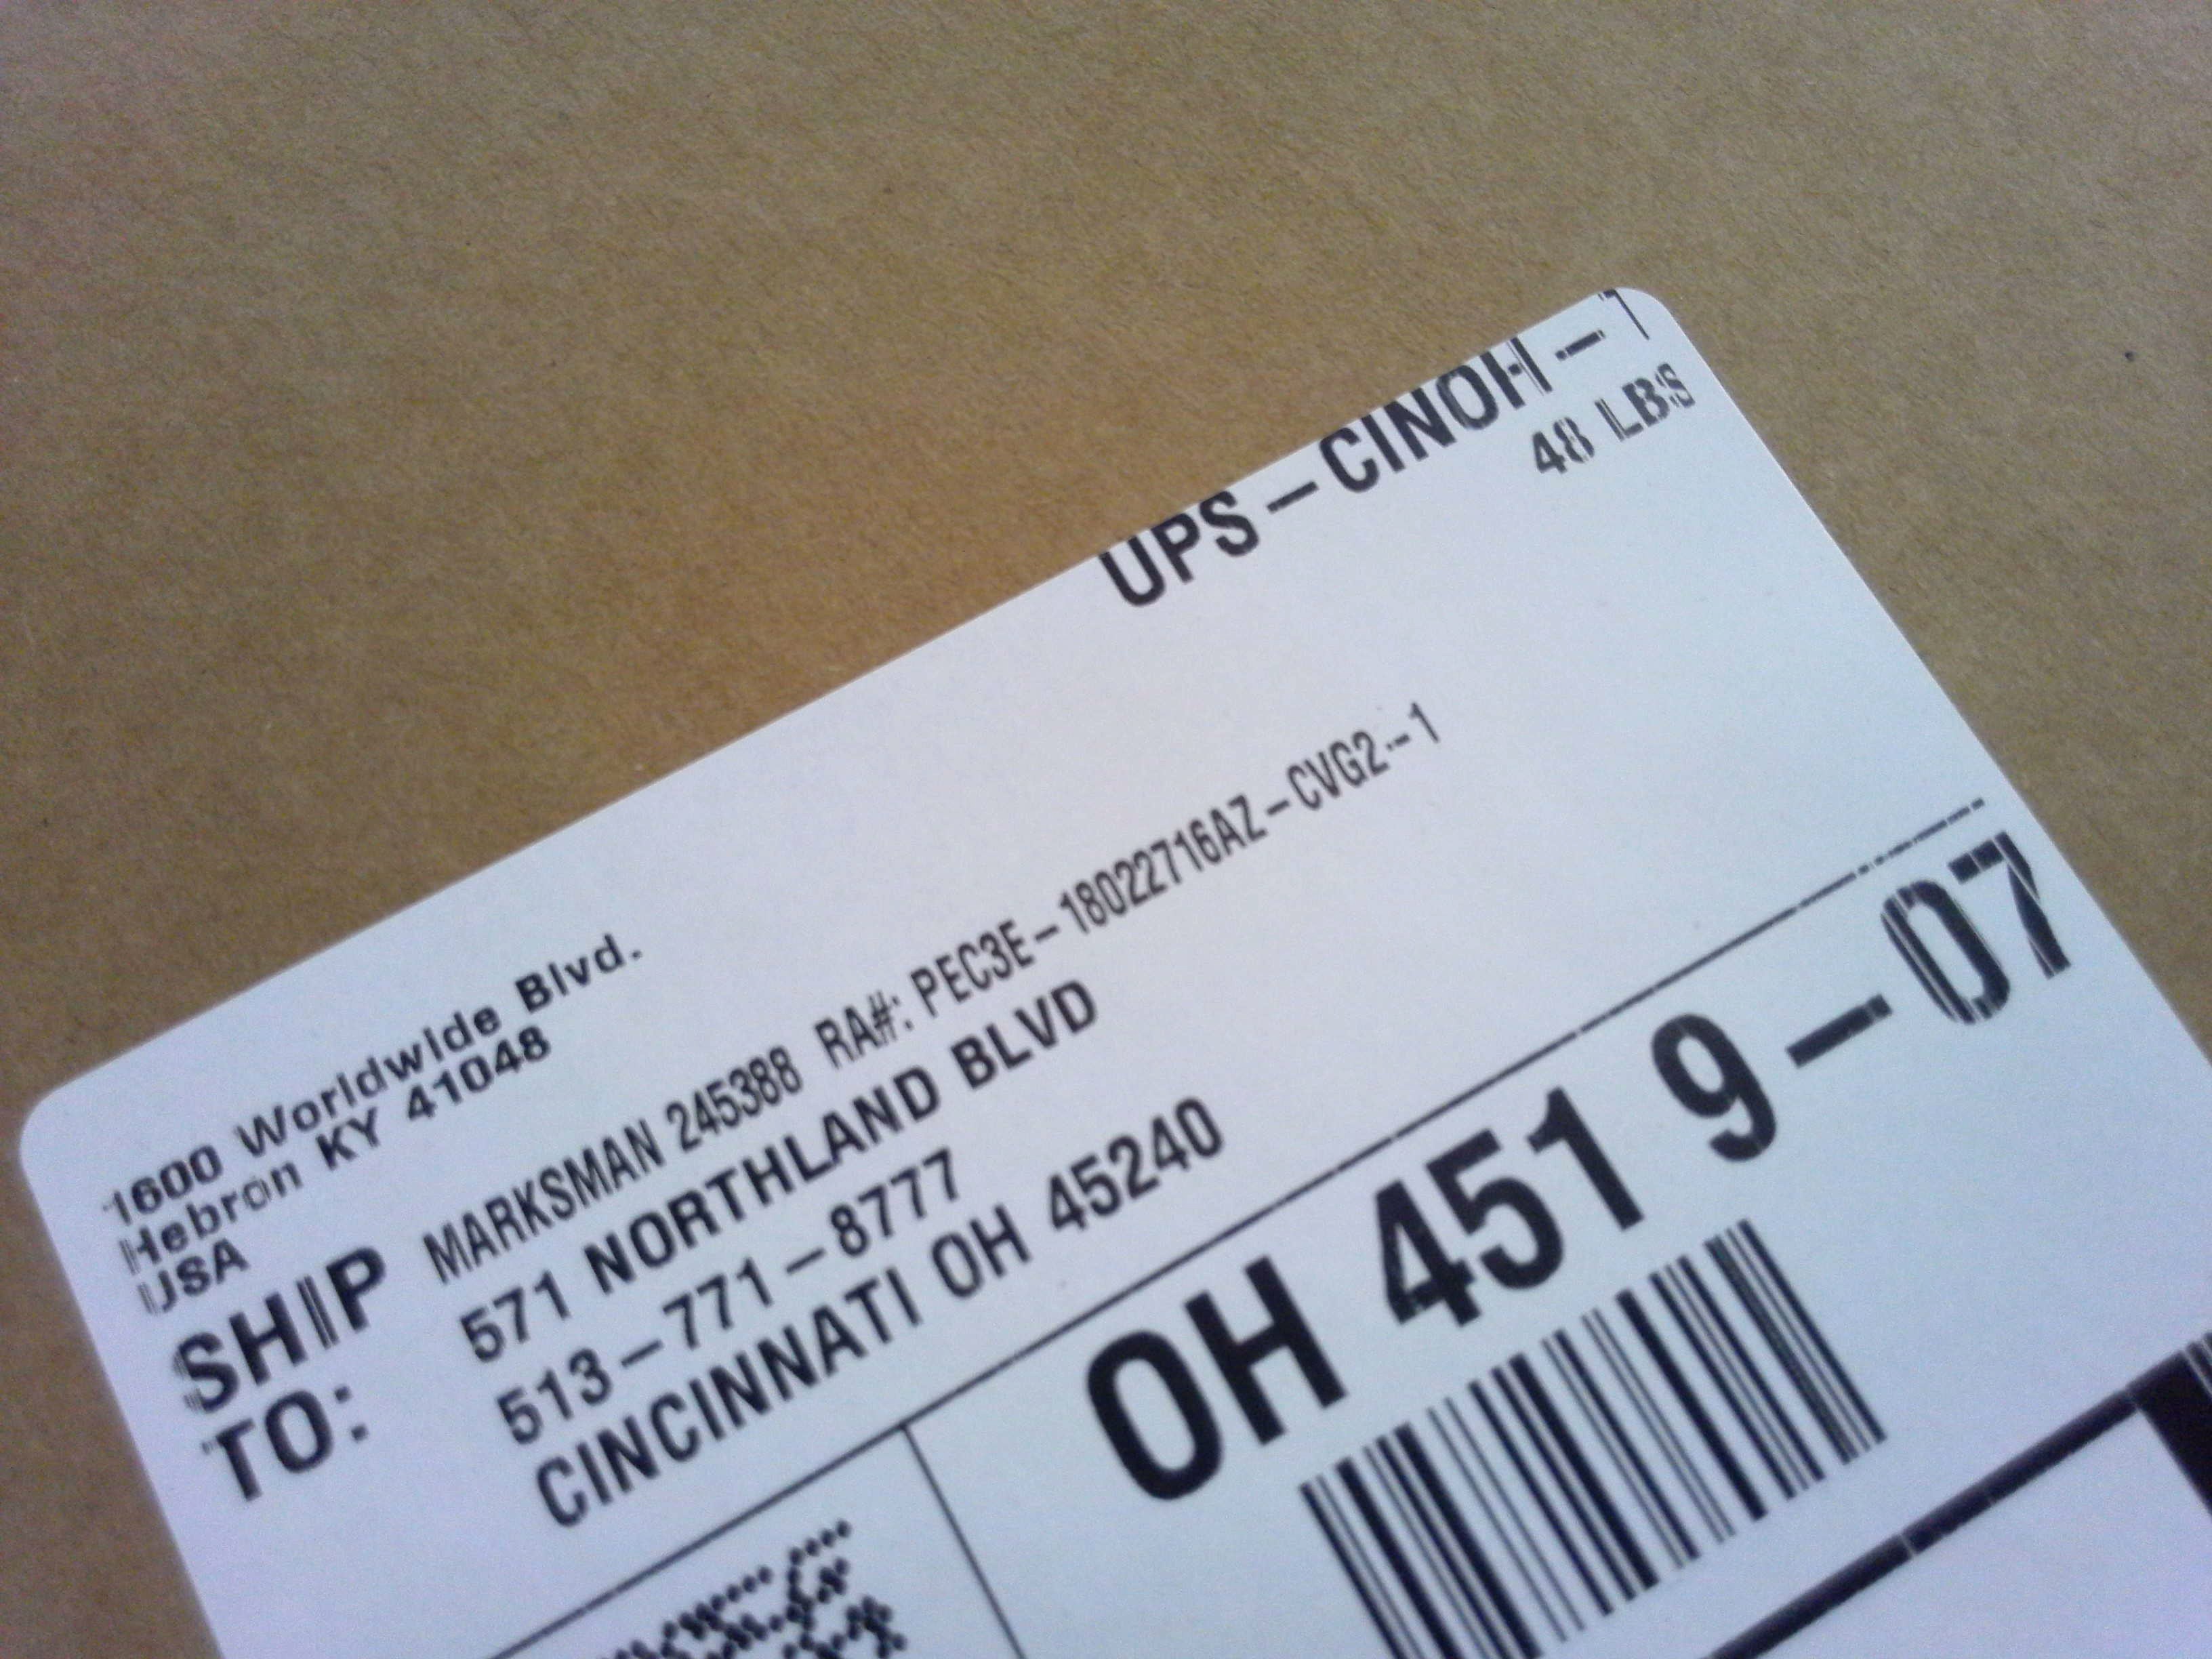 UPS-CINOH-1
48 LBS
1600 Worldwide Blvd.
Hebron KY 41048
USA
SHIP TO:
MARKSMAN 245388 RA#: PEC3E-18022716AZ-CVG2--1
571 NORTHLAND BLVD
513-771-8777
CINCINNATI OH 45240
OH 451 9-07